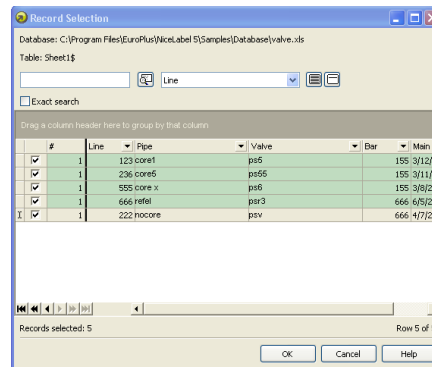 Record Selection
Database: C:\Program Files\EuroPlus\NiceLabel 5\Samples\Database\valve.xls
Table: Sheet1$
Line
Exact search
Drag a column header here to group by that column
# Line Pipe Valve Bar Main
1 123 core1 ps5 155 3/12/
1 236 core5 ps55 155 3/11/
1 555 core x ps6 155 3/8/2
1 666 refel psr3 666 6/5/2
1 222 nocore psv 666 4/7/2
Records selected: 5 Row 5 of
OK Cancel Help